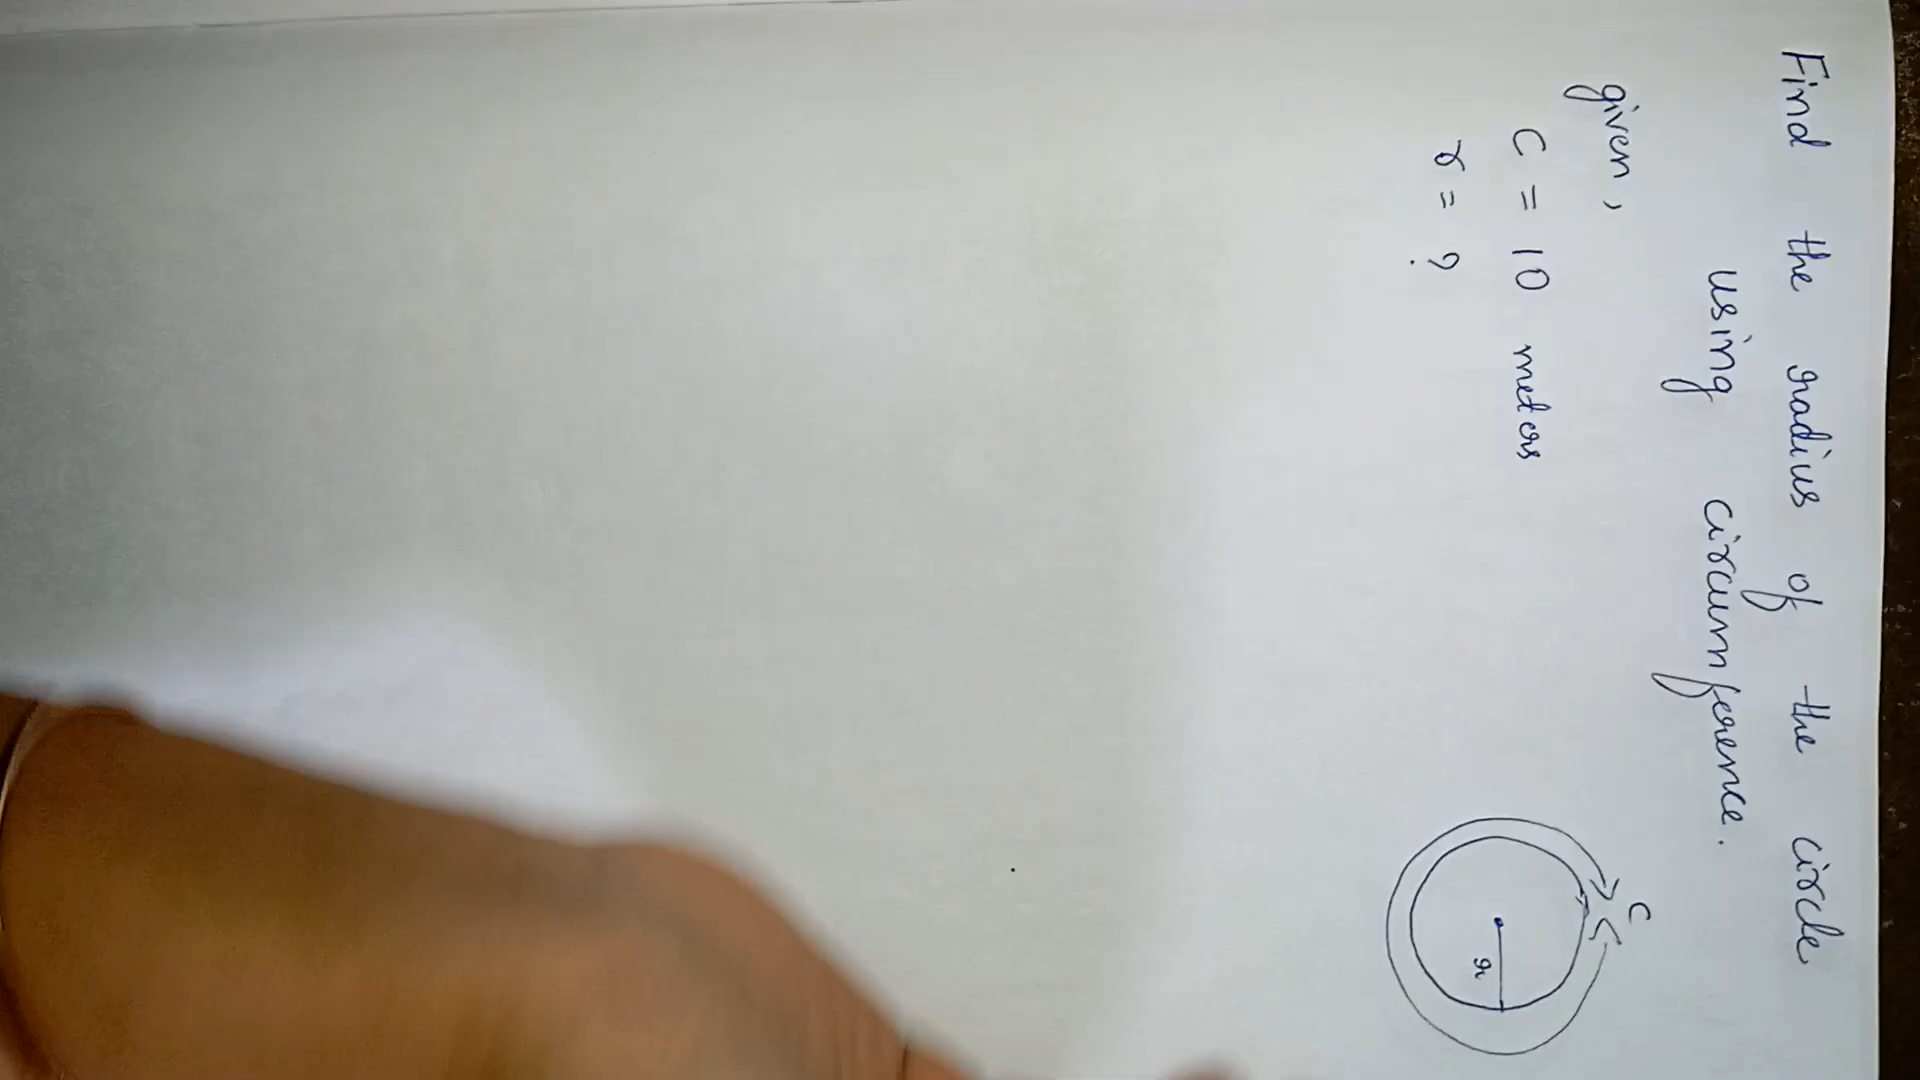 Find the radius of the circle
using circumference.
given,
C = 10 meters
r = ?
C
r